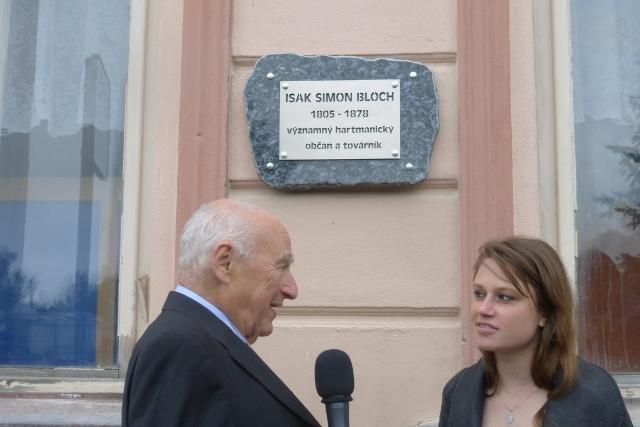 ISAK SIMON BLOCH
1805 - 1878
významný hartmanický
občan a továrník